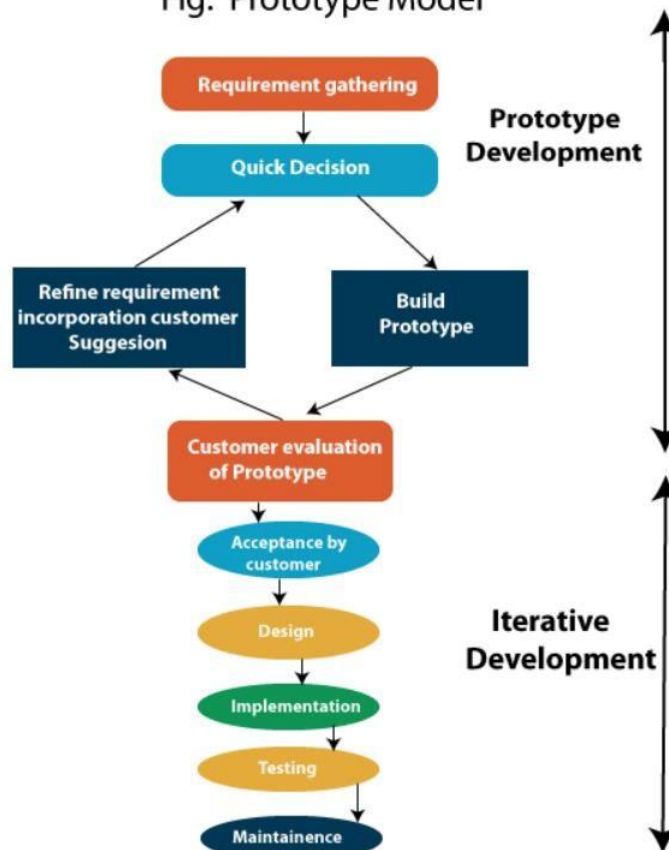 Fig: Prototype Model
Requirement gathering
Prototype
Development
Quick Decision
Refine requirement
incorporation customer
Suggesion
Build
Prototype
Customer evaluation
of Prototype
Acceptance by
customer
Design
Iterative
Development
Implementation
Testing
Maintainence